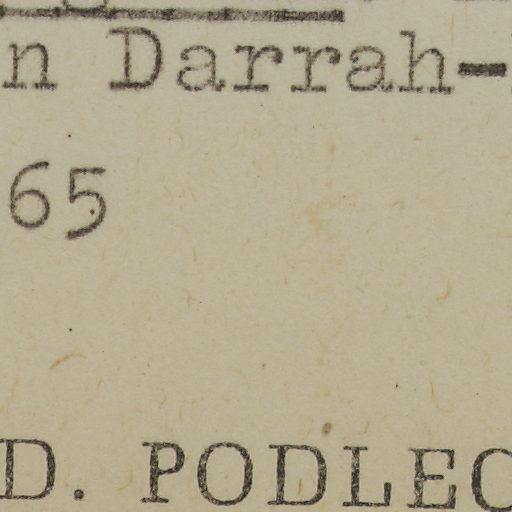 n Darrah-
65
D. PODLEC